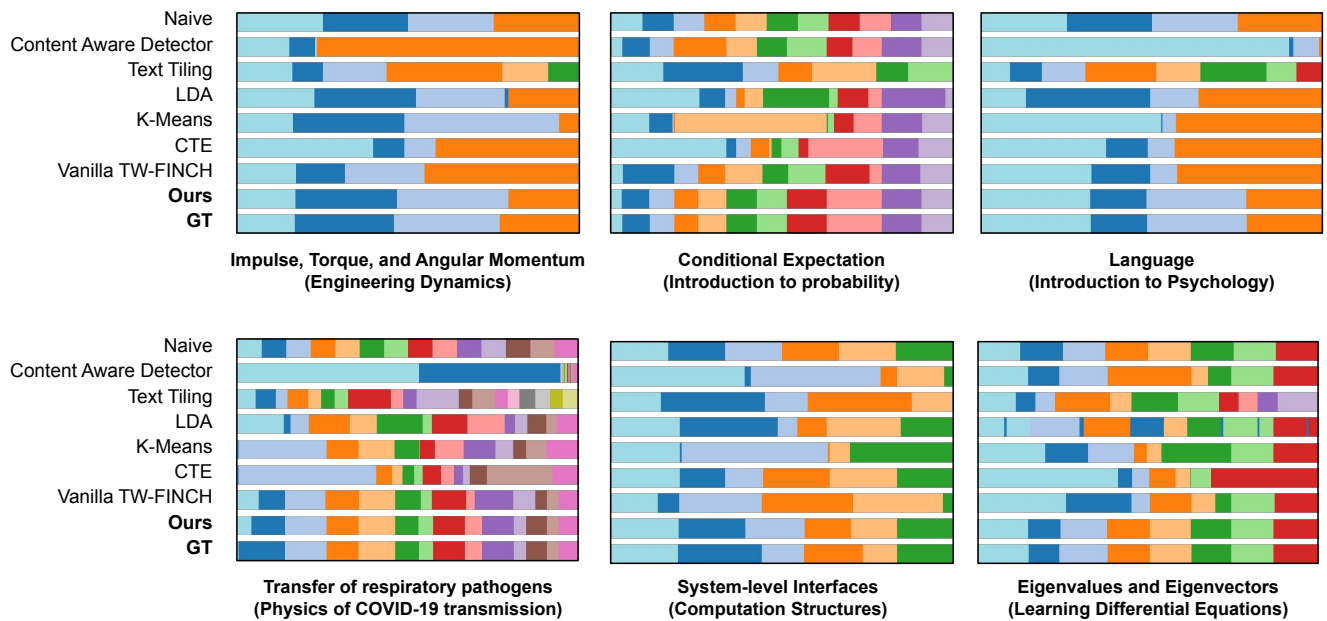 Naive
Content Aware Detector
Text Tiling
LDA
K-Means
CTE
Vanilla TW-FINCH
Ours
GT
Impulse, Torque, and Angular Momentum
(Engineering Dynamics)
Conditional Expectation
(Introduction to probability)
Language
(Introduction to Psychology)
Naive
Content Aware Detector
Text Tiling
LDA
K-Means
CTE
Vanilla TW-FINCH
Ours
GT
Transfer of respiratory pathogens
(Physics of COVID-19 transmission)
System-level Interfaces
(Computation Structures)
Eigenvalues and Eigenvectors
(Learning Differential Equations)